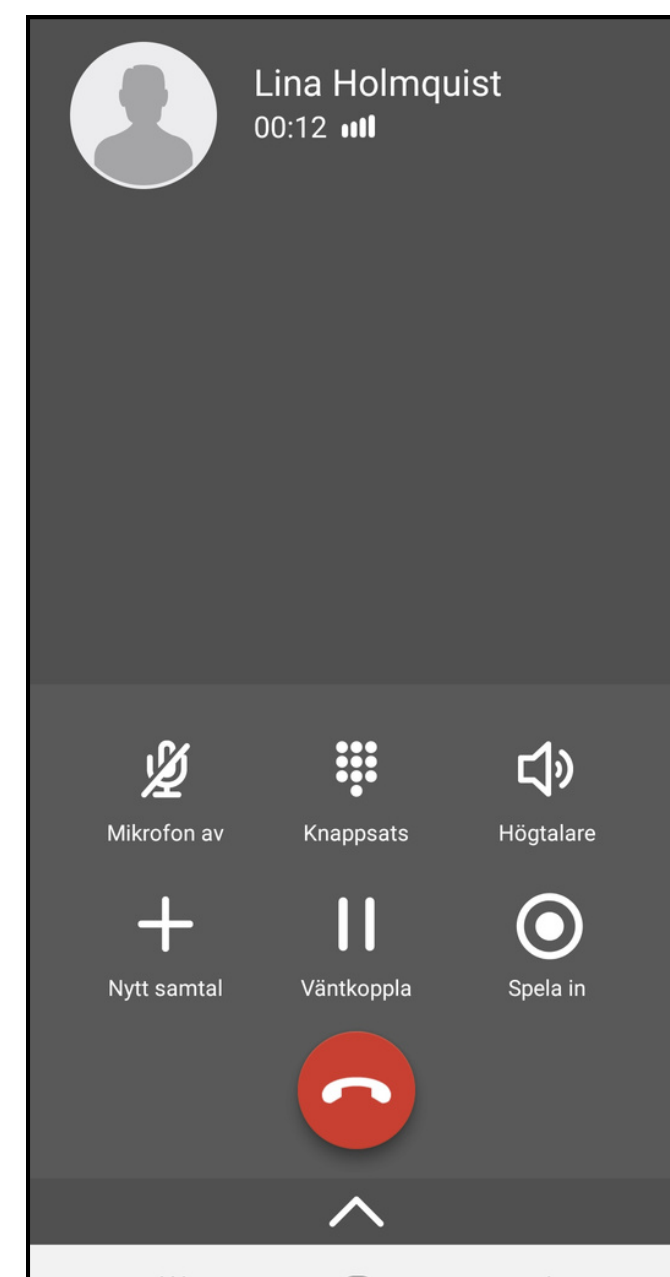 Lina Holmquist
00:12
Mikrofon av
Knappsats
Högtalare
Nytt samtal
Väntkoppla
Spela in